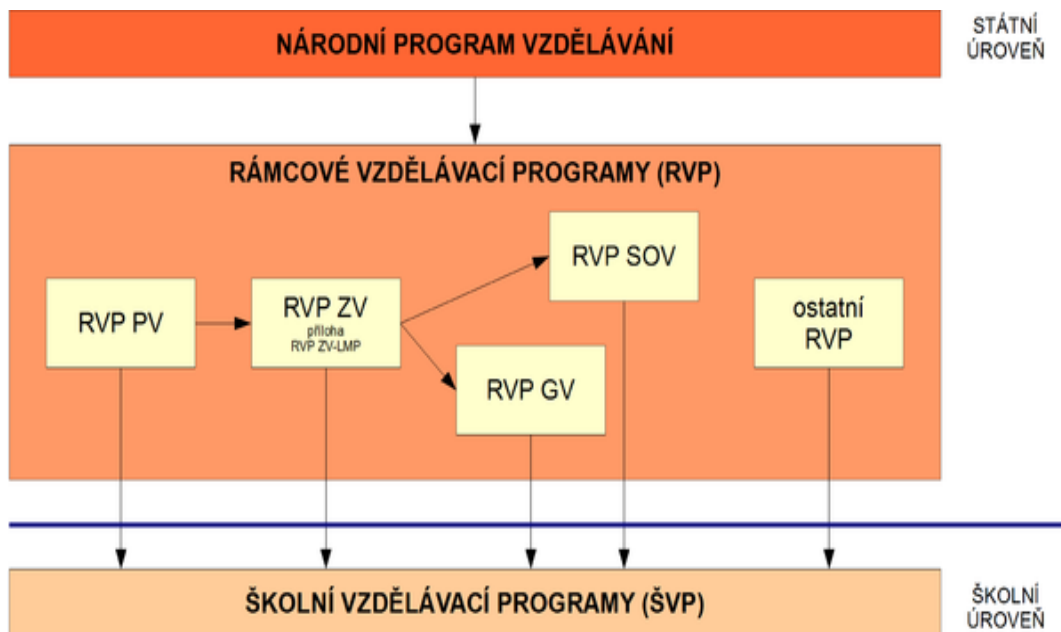 NÁRODNÍ PROGRAM VZDĚLÁVÁNÍ
STÁTNÍ
ÚROVEŇ
RÁMCOVÉ VZDĚLÁVACÍ PROGRAMY (RVP)
RVP SOV
RVP PV
RVP ZV
příloha
RVP ZV-LMP
ostatní
RVP
RVP GV
ŠKOLNÍ VZDĚLÁVACÍ PROGRAMY (ŠVP)
ŠKOLNÍ
ÚROVEŇ